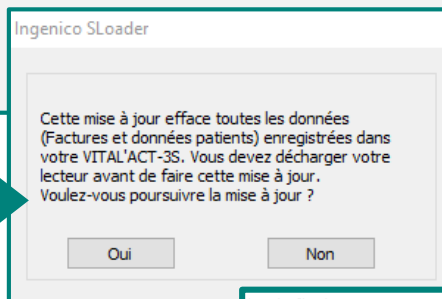 Ingenico SLoader
Cette mise à jour efface toutes les données
(Factures et données patients) enregistrées dans
votre VITAL'ACT-3S. Vous devez décharger votre
lecteur avant de faire cette mise à jour.
Voulez-vous poursuivre la mise à jour ?
Oui
Non